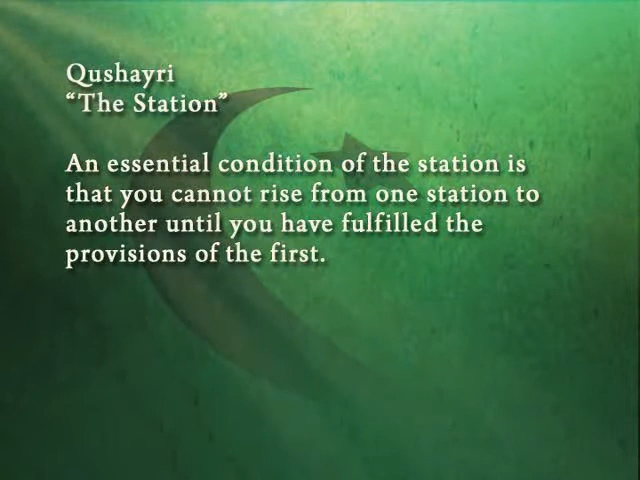 Qushayri
“The Station”
An essential condition of the station is
that you cannot rise from one station to
another until you have fulfilled the
provisions of the first.